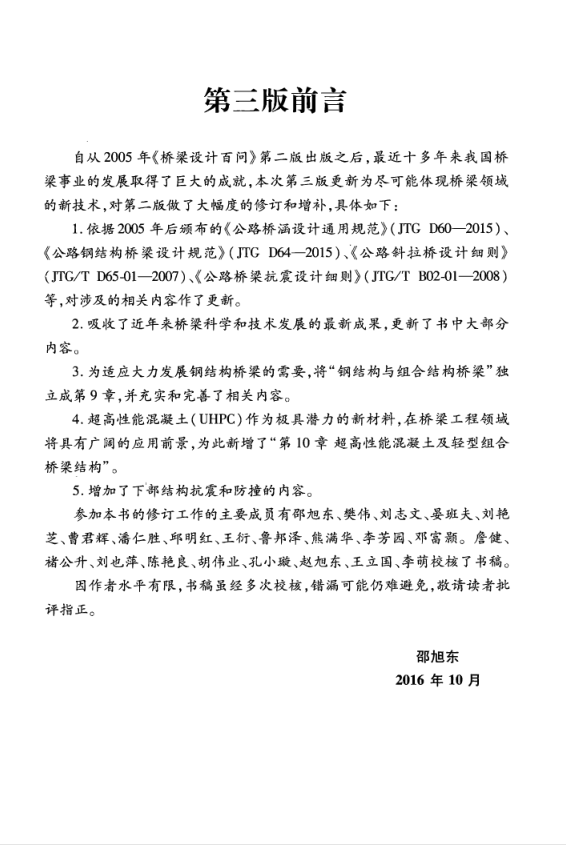 第三版前言
自从 2005 年《桥梁设计百问》第二版出版之后,最近十多年来我国桥
梁事业的发展取得了巨大的成就,本次第三版更新为尽可能体现桥梁领域
的新技术,对第二版做了大幅度的修订和增补,具体如下:
1. 依据 2005 年后颁布的《公路桥涵设计通用规范》(JTG D60—2015)、
《公路钢结构桥梁设计规范》(JTG D64—2015)、《公路斜拉桥设计细则》
(JTG/T D65-01—2007)、《公路桥梁抗震设计细则》(JTG/T B02-01—2008)
等,对涉及的相关内容作了更新。
2. 吸收了近年来桥梁科学和技术发展的最新成果,更新了书中大部分
内容。
3. 为适应大力发展钢结构桥梁的需要,将“钢结构与组合结构桥梁”独
立成第 9 章,并充实和完善了相关内容。
4. 超高性能混凝土(UHPC)作为极具潜力的新材料,在桥梁工程领域
将具有广阔的应用前景,为此新增了“第 10 章 超高性能混凝土及轻型组合
桥梁结构”。
5. 增加了下部结构抗震和防撞的内容。
参加本书的修订工作的主要成员有邵旭东、樊伟、刘志文、晏班夫、刘艳
芝、曹君辉、潘仁胜、邱明红、王衍、鲁邦泽、熊满华、李芳园、邓富颢。詹健、
褚公升、刘也萍、陈艳良、胡伟业、孔小璇、赵旭东、王立国、李萌校核了书稿。
因作者水平有限,书稿虽经多次校核,错漏可能仍难避免,敬请读者批
评指正。
邵旭东
2016 年 10 月